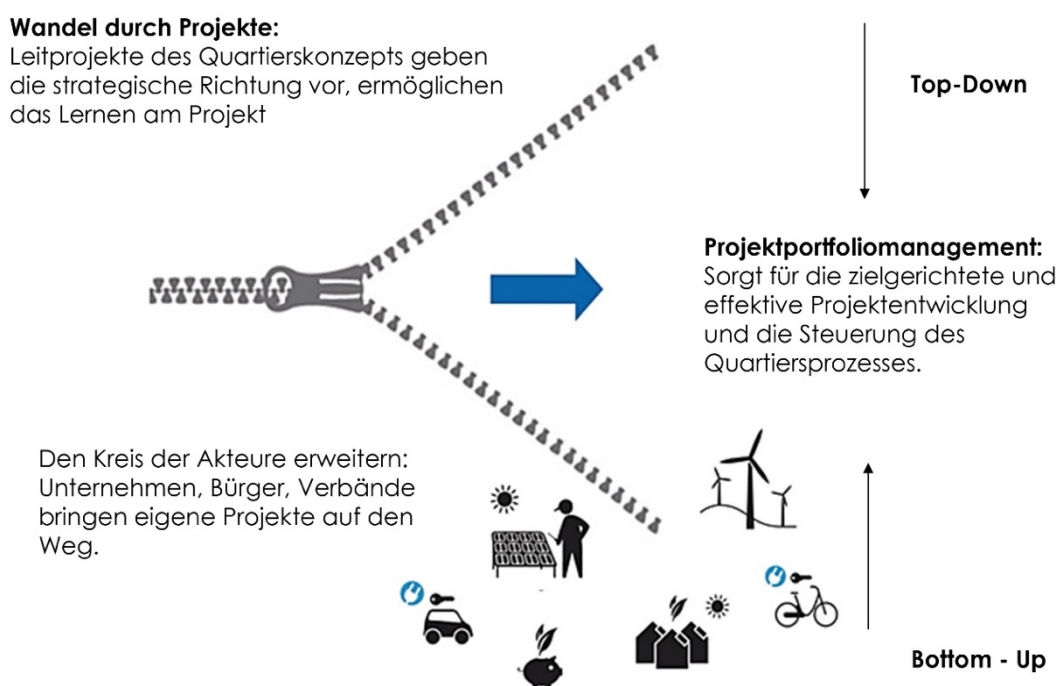 Wandel durch Projekte:
Leitprojekte des Quartierskonzepts geben
die strategische Richtung vor, ermöglichen
das Lernen am Projekt
Top-Down
Projektportfoliomanagement:
Sorgt für die zielgerichtete und
effektive Projektentwicklung
und die Steuerung des
Quartiersprozesses.
Den Kreis der Akteure erweitern:
Unternehmen, Bürger, Verbände
bringen eigene Projekte auf den
Weg.
Bottom - Up